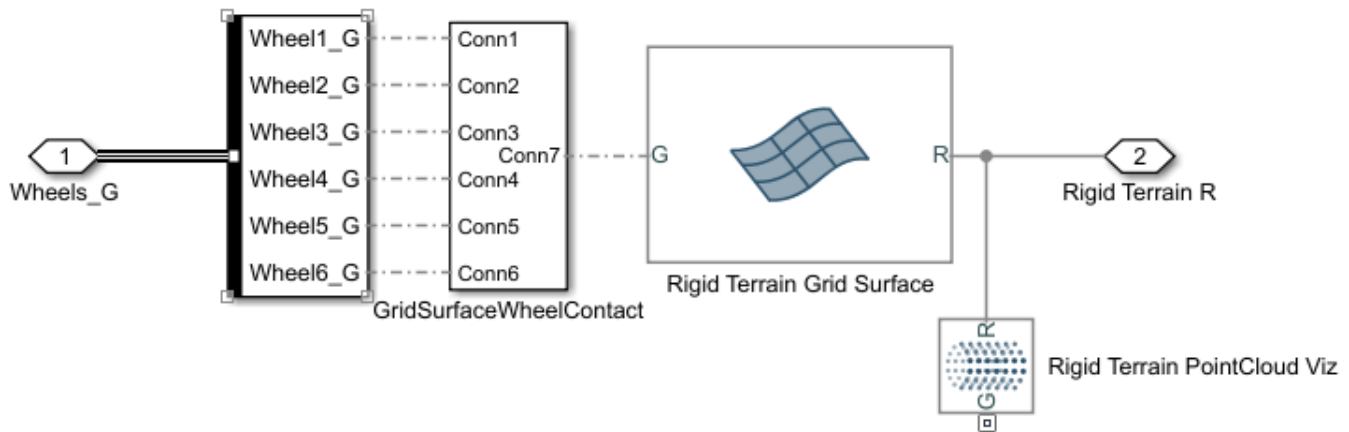 1
Wheels_G
Wheel1_G
Wheel2_G
Wheel3_G
Wheel4_G
Wheel5_G
Wheel6_G
Conn1
Conn2
Conn3
Conn7
Conn4
Conn5
Conn6
GridSurfaceWheelContact
G
R
Rigid Terrain Grid Surface
2
Rigid Terrain R
R
G
Rigid Terrain PointCloud Viz